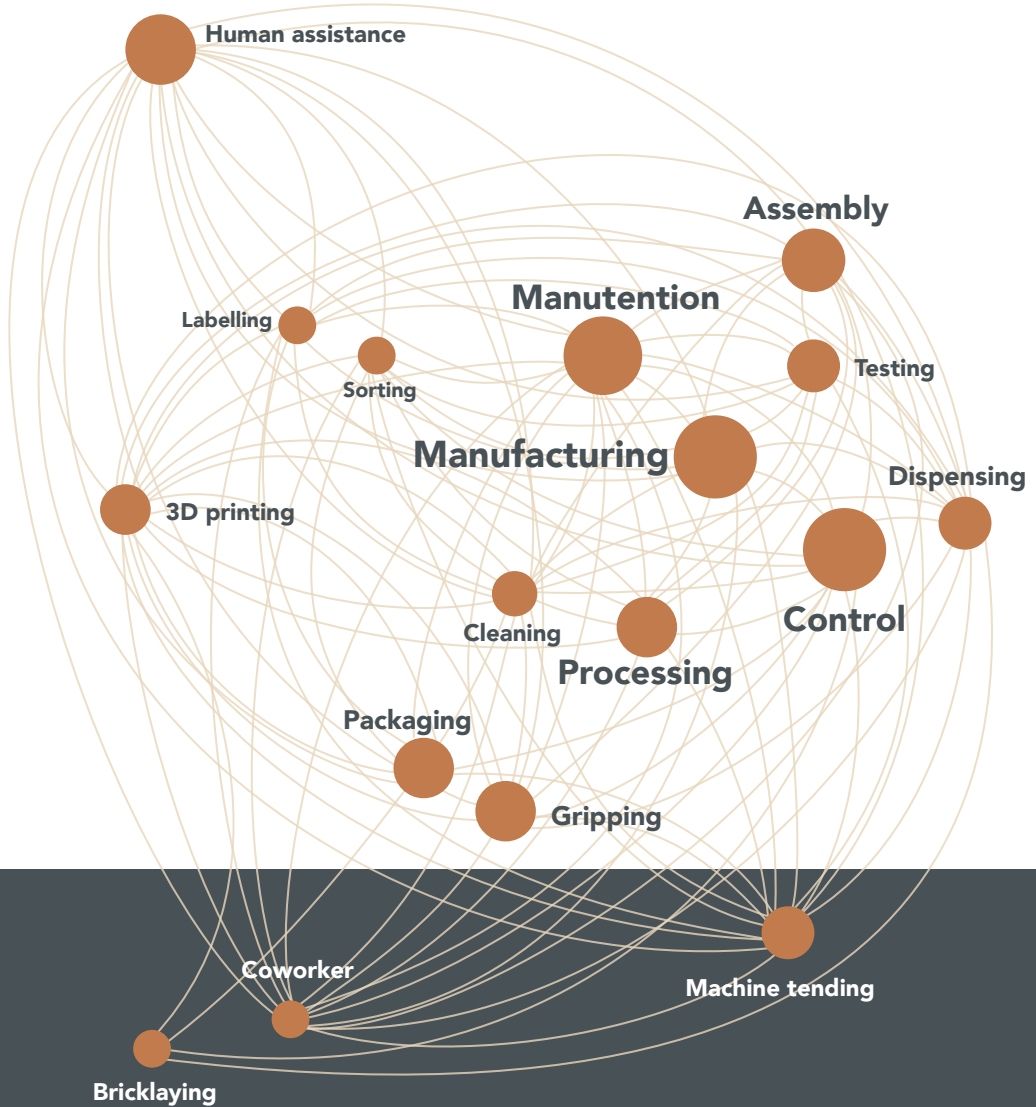 Human assistance
Assembly
Manutention
Labelling
Testing
Sorting
Manufacturing
Dispensing
3D printing
Control
Cleaning
Processing
Packaging
Gripping
Coworker
Machine tending
Bricklaying